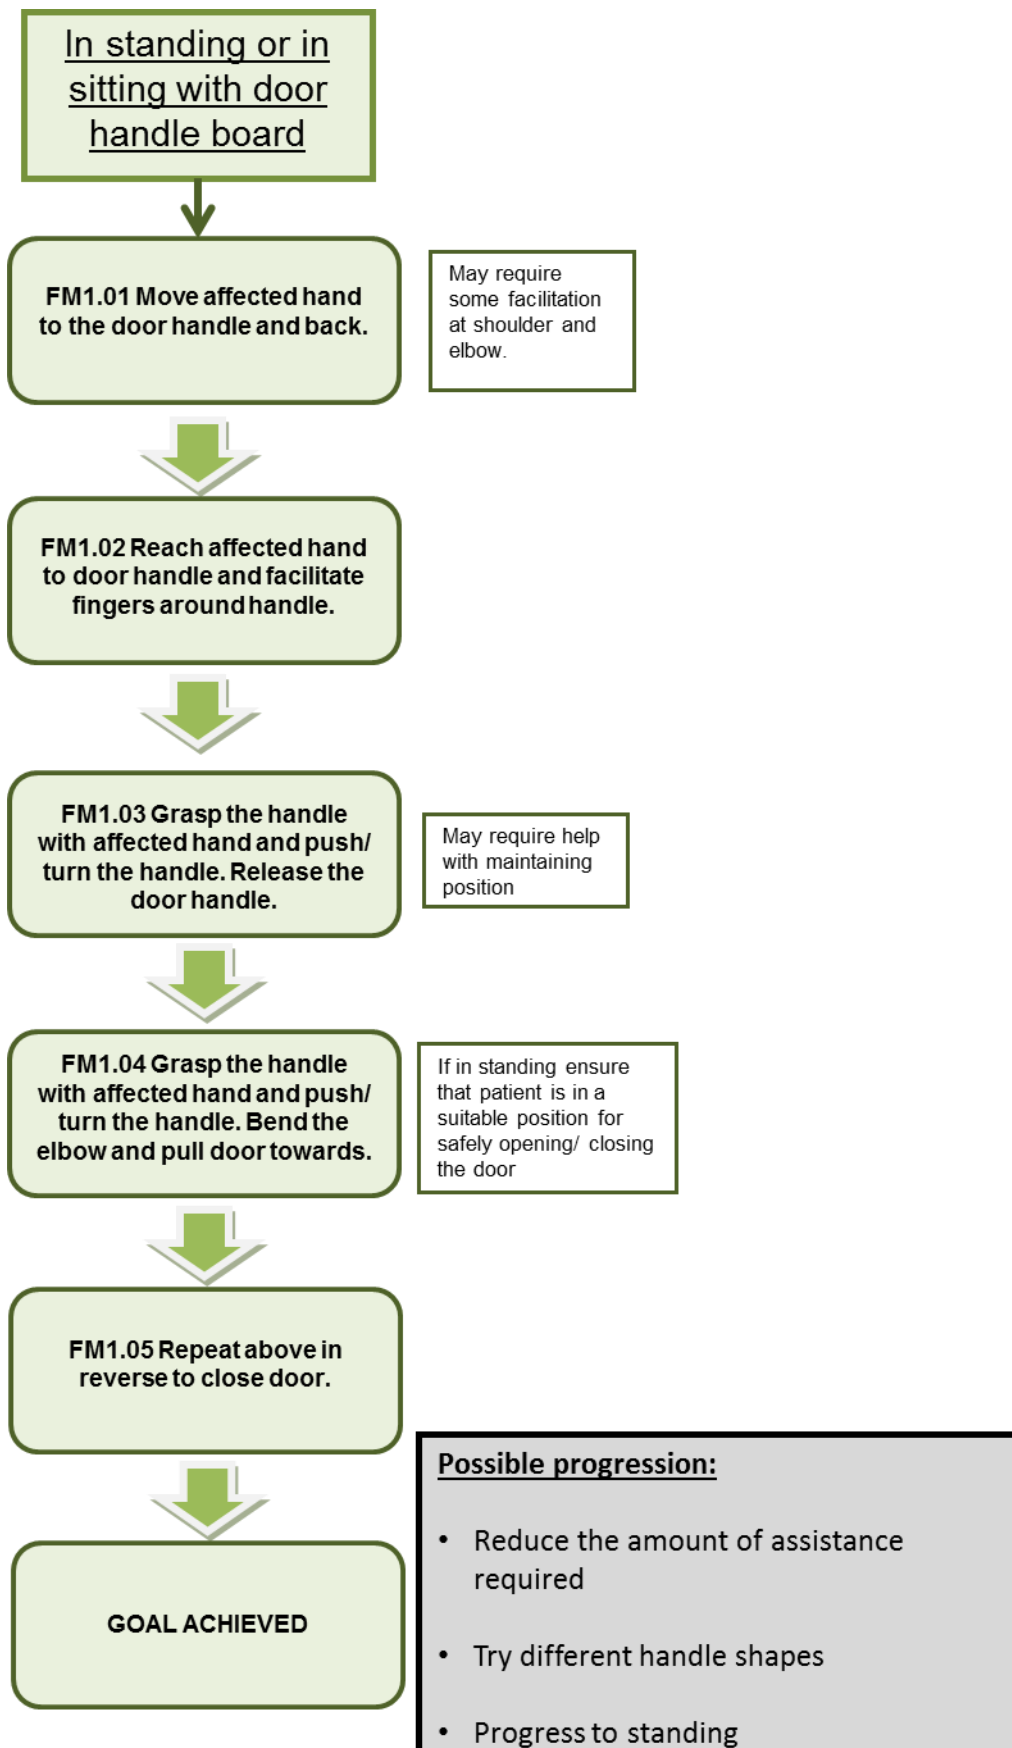 In standing or in
sitting with door
handle board
FM1.01 Move affected hand
to the door handle and back.
May require
some facilitation
at shoulder and
elbow.
FM1.02 Reach affected hand
to door handle and facilitate
fingers around handle.
FM1.03 Grasp the handle
with affected hand and push/
turn the handle. Release the
door handle.
May require help
with maintaining
position
FM1.04 Grasp the handle
with affected hand and push/
turn the handle. Bend the
elbow and pull door towards.
If in standing ensure
that patient is in a
suitable position for
safely opening/ closing
the door
FM1.05 Repeat above in
reverse to close door.
GOAL ACHIEVED
Possible progression:
• Reduce the amount of assistance
required
• Try different handle shapes
• Progress to standing